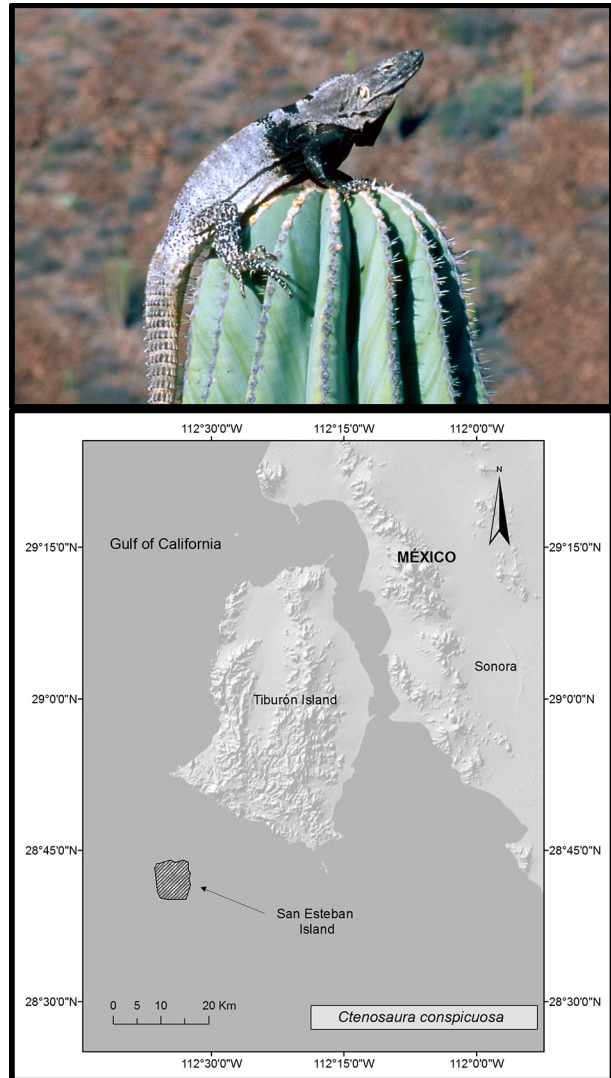 112°30'0"W 112°15'0"W 112°0'0"W
N
29°15'0"N 29°15'0"N
Gulf of California
MÉXICO
Sonora
29°0'0"N 29°0'0"N
Tiburón Island
28°45'0"N 28°45'0"N
San Esteban
Island
0 5 10 20 Km
28°30'0"N 28°30'0"N
Ctenosaura conspicuosa
112°30'0"W 112°15'0"W 112°0'0"W